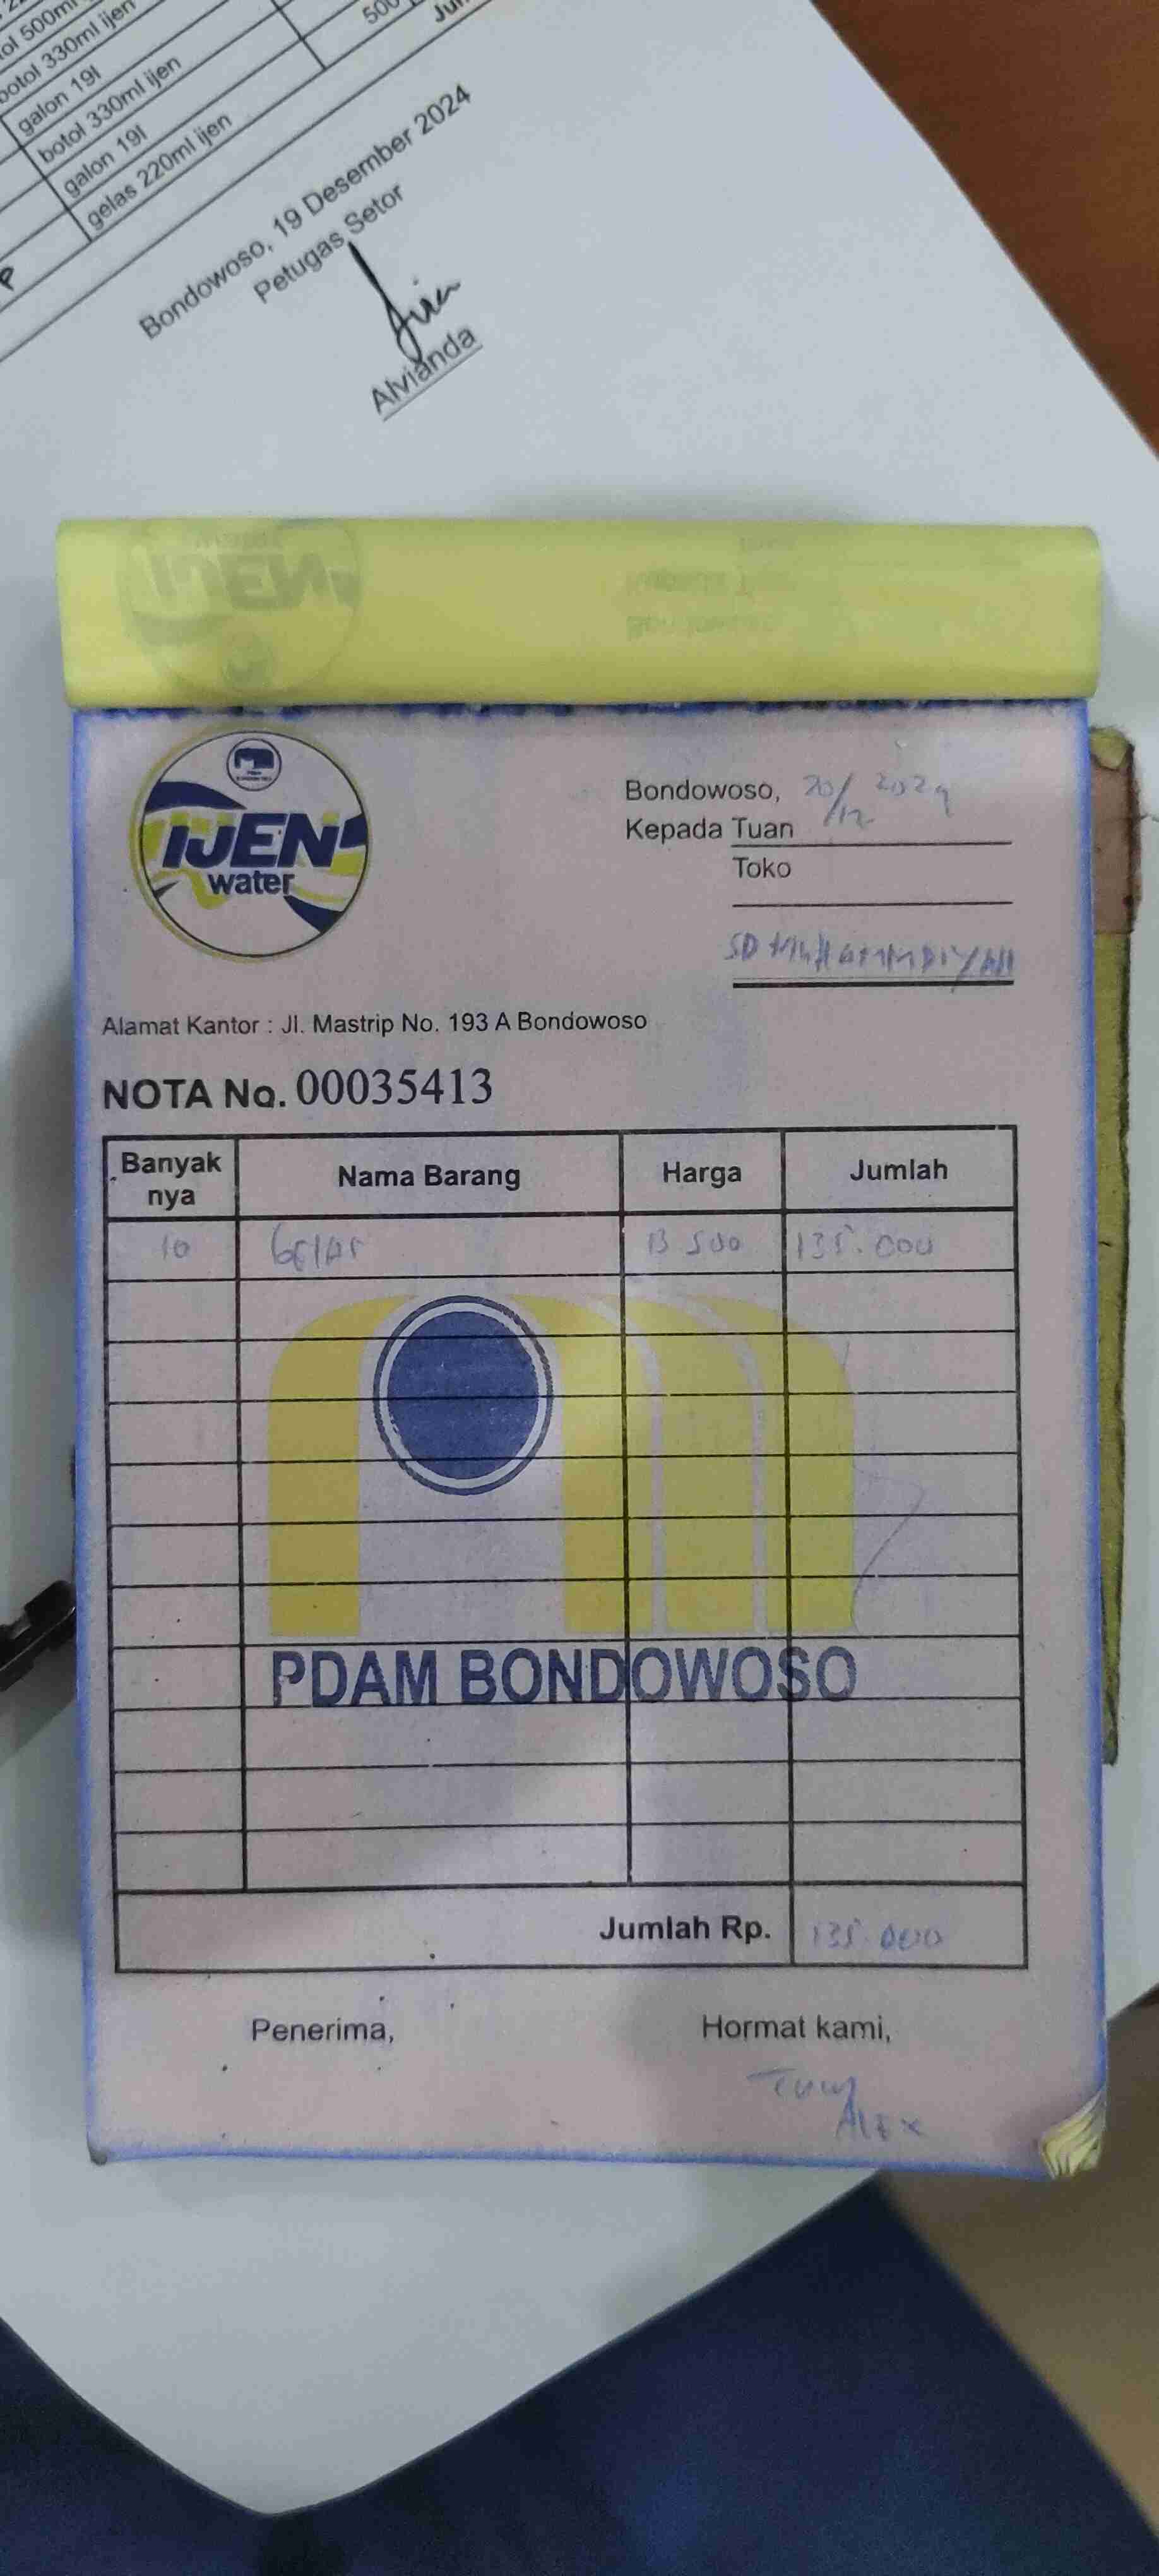 botol 500ml
botol 330ml ijen
galon 19l
botol 330ml ijen
galon 19l
gelas 220ml ijen
500
Bondowoso, 19 Desember 2024
Petugas Setor
Alvianda
IJEN
water
Bondowoso, 20/12 2024
Kepada Tuan
Toko
SD MUHAMMADIYAH
Alamat Kantor : Jl. Mastrip No. 193 A Bondowoso
NOTA No. 00035413
Banyak nya Nama Barang Harga Jumlah
10 GELAS 13 500 135.000
PDAM BONDOWOSO
Jumlah Rp. 135.000
Penerima, Hormat kami,
ALEX